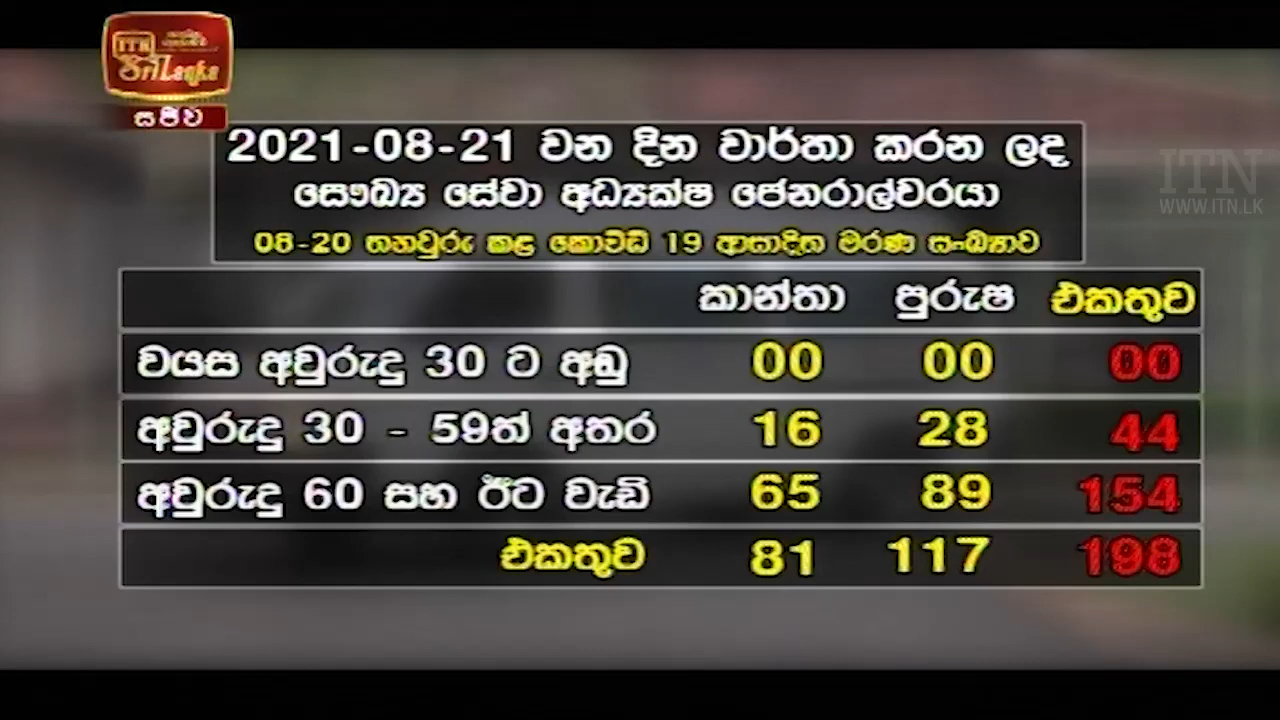 ITN
Sri Lanka
සජීව
2021-08-21 වන දින වාර්තා කරන ලද
සෞඛ්‍ය සේවා අධ්‍යක්ෂ ජෙනරාල්වරයා
08-20 තහවුරු කළ කොවිඩ් 19 ආසාදිත මරණ සංඛ්‍යාව
ITN
WWW.ITN.LK
කාන්තා පුරුෂ එකතුව
වයස අවුරුදු 30 ට අඩු 00 00 00
අවුරුදු 30 - 59ත් අතර 16 28 44
අවුරුදු 60 සහ ඊට වැඩි 65 89 154
එකතුව 81 117 198